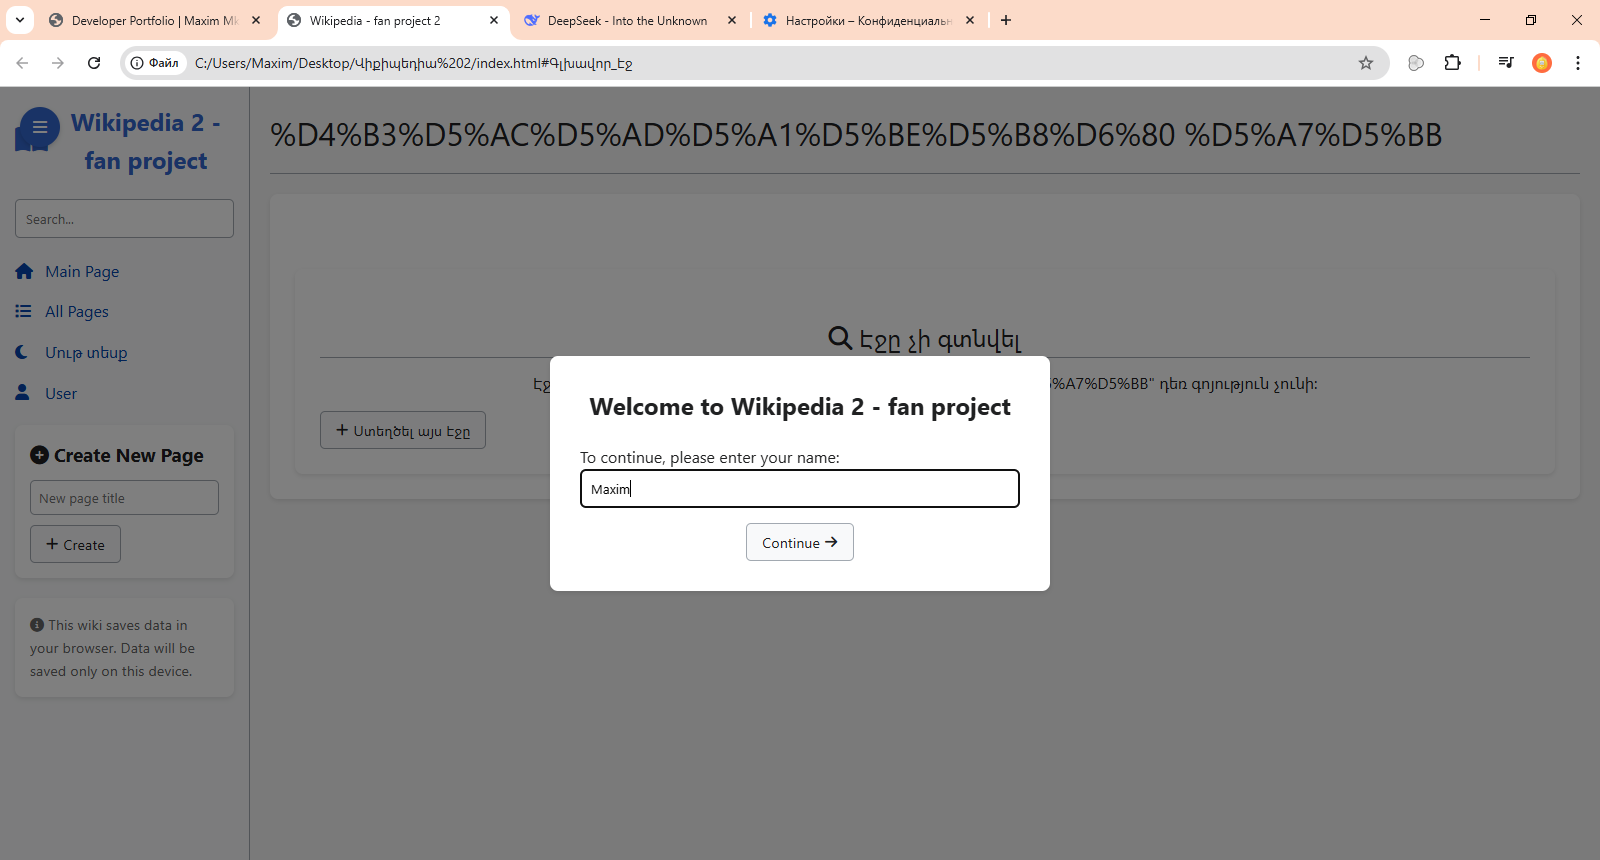 Developer Portfolio | Maxim Mk
Wikipedia - fan project 2
DeepSeek - Into the Unknown
Настройки – Конфиденциальн
Файл
C:/Users/Maxim/Desktop/Վիքիպեդիա%202/index.html#Գլխավոր_Էջ
Wikipedia 2 -
fan project
Search...
Main Page
All Pages
Մութ տեսք
User
Create New Page
New page title
Create
This wiki saves data in
your browser. Data will be
saved only on this device.
%D4%B3%D5%AC%D5%AD%D5%A1%D5%BE%D5%B8%D6%80 %D5%A7%D5%BB
Էջը չի գտնվել
%A7%D5%BB" դեռ գոյություն չունի:
Ստեղծել այս էջը
Welcome to Wikipedia 2 - fan project
To continue, please enter your name:
Maxim
Continue